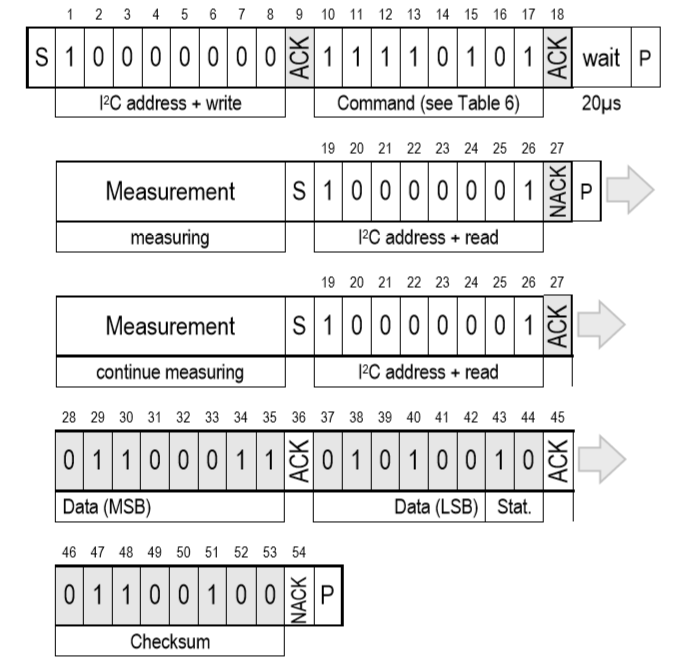 1 2 3 4 5 6 7 8 9 10 11 12 13 14 15 16 17 18
S 1 0 0 0 0 0 0 0 ACK 1 1 1 1 0 1 0 1 ACK wait P
I²C address + write Command (see Table 6) 20µs
19 20 21 22 23 24 25 26 27
Measurement S 1 0 0 0 0 0 0 1 NACK P
measuring I²C address + read
19 20 21 22 23 24 25 26 27
Measurement S 1 0 0 0 0 0 0 1 ACK
continue measuring I²C address + read
28 29 30 31 32 33 34 35 36 37 38 39 40 41 42 43 44 45
0 1 1 0 0 0 1 1 ACK 0 1 0 1 0 0 1 0 ACK
Data (MSB) Data (LSB) Stat.
46 47 48 49 50 51 52 53 54
0 1 1 0 0 1 0 0 NACK P
Checksum